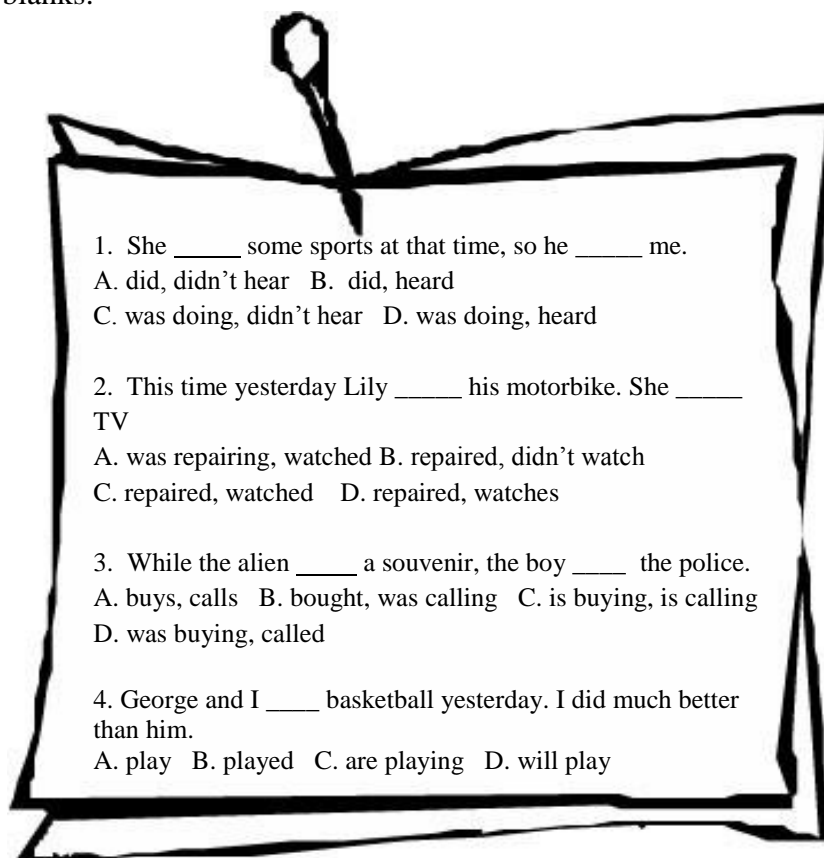 blanks.
1. She _____ some sports at that time, so he _____ me.
A. did, didn’t hear B. did, heard
C. was doing, didn’t hear D. was doing, heard
2. This time yesterday Lily _____ his motorbike. She _____
TV
A. was repairing, watched B. repaired, didn’t watch
C. repaired, watched D. repaired, watches
3. While the alien _____ a souvenir, the boy ____ the police.
A. buys, calls B. bought, was calling C. is buying, is calling
D. was buying, called
4. George and I ____ basketball yesterday. I did much better
than him.
A. play B. played C. are playing D. will play